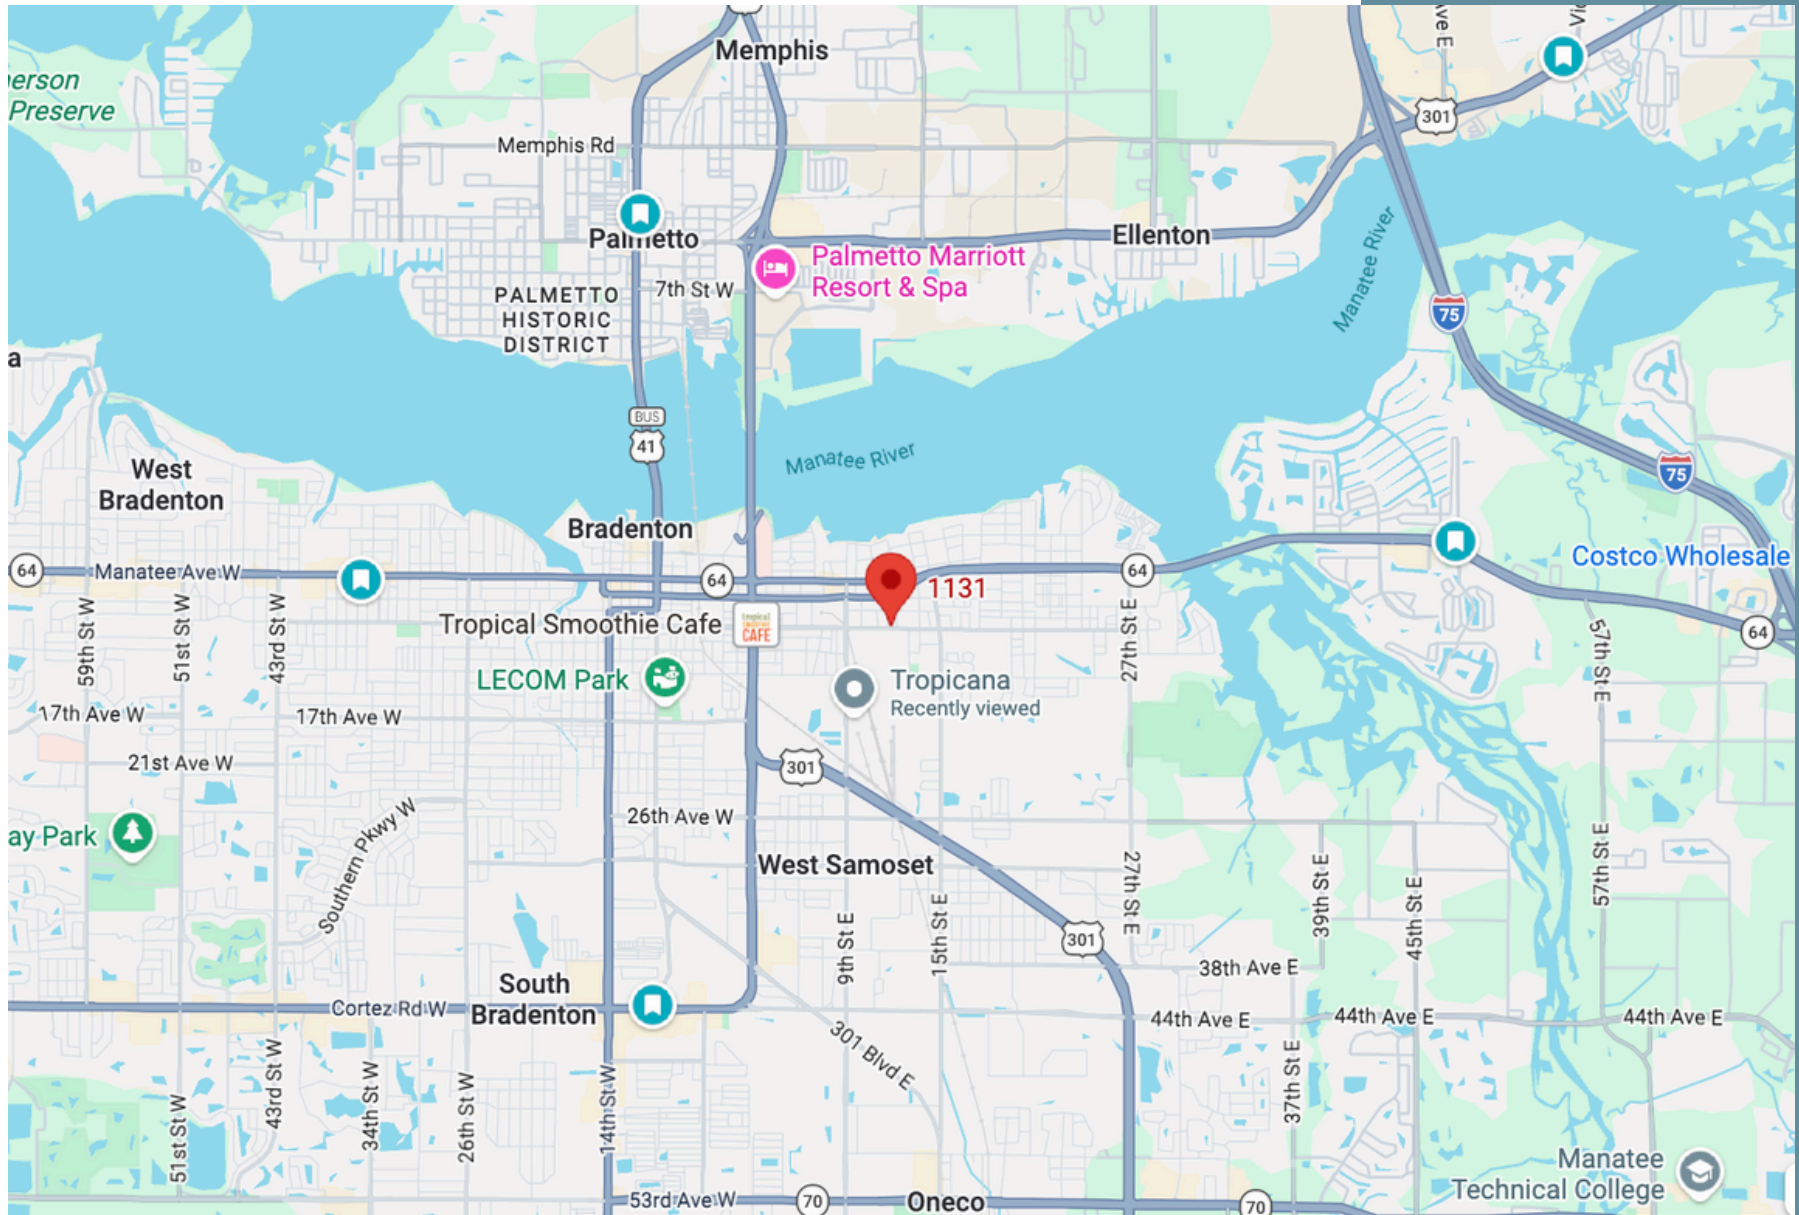 Memphis
erson
Preserve
Ave E
301
Memphis Rd
Palmetto
Ellenton
Palmetto Marriott
Resort & Spa
7th St W
PALMETTO
HISTORIC
DISTRICT
Manatee River
75
a
BUS
41
Manatee River
75
West
Bradenton
Bradenton
Costco Wholesale
64
Manatee Ave W
64
64
1131
64
Tropical Smoothie Cafe
tropical
SMOOTHIE
CAFE
59th St W
51st St W
43rd St W
27th St E
57th St E
LECOM Park
Tropicana
Recently viewed
17th Ave W
17th Ave W
21st Ave W
301
26th Ave W
Southern Pkwy W
ay Park
West Samoset
27th St E
39th St E
45th St E
57th St E
9th St E
15th St E
301
38th Ave E
South
Bradenton
Cortez Rd W
44th Ave E
44th Ave E
44th Ave E
301 Blvd E
51st St W
43rd St W
34th St W
26th St W
14th St W
37th St E
Manatee
Technical College
53rd Ave W
70
Oneco
70